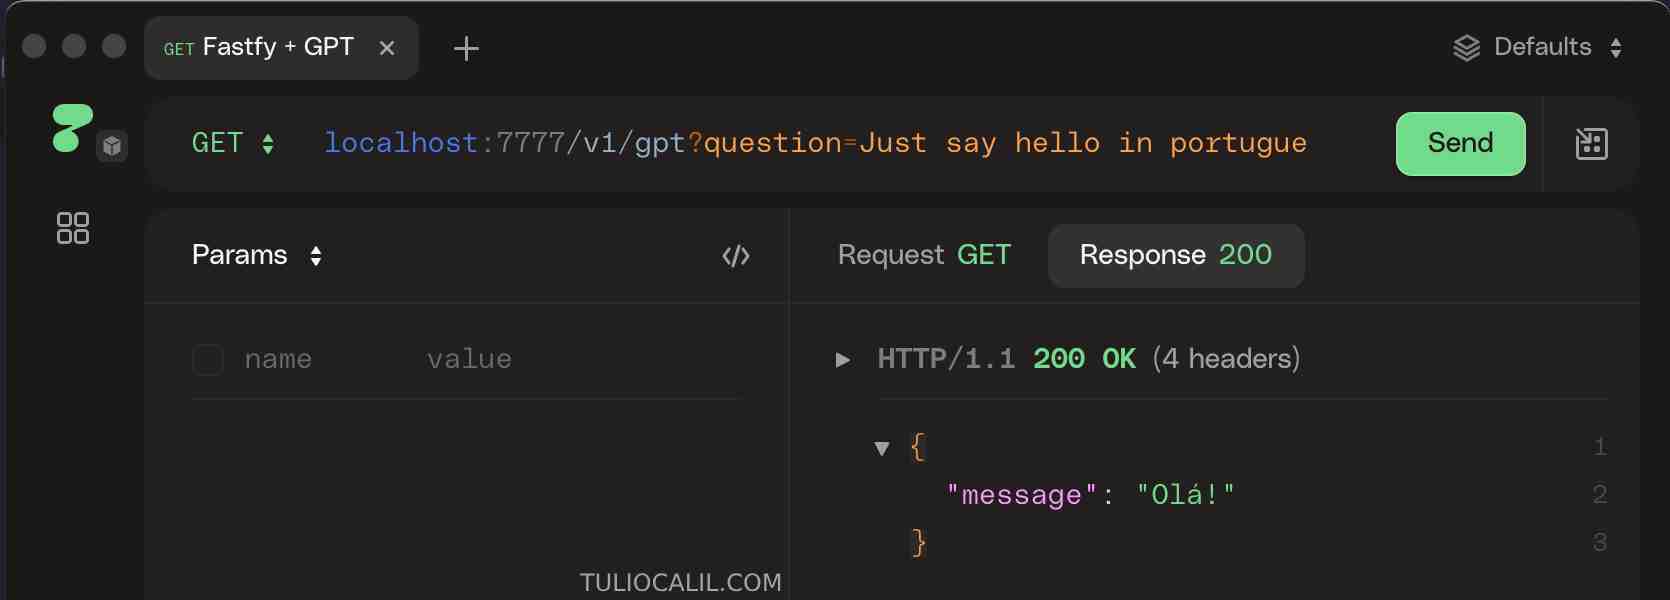 GET Fastfy + GPT
Defaults
GET localhost:7777/v1/gpt?question=Just say hello in portugue
Send
Params
Request GET Response 200
name value
HTTP/1.1 200 OK (4 headers)
{ 1
"message": "Olá!" 2
} 3
TULIOCALIL.COM